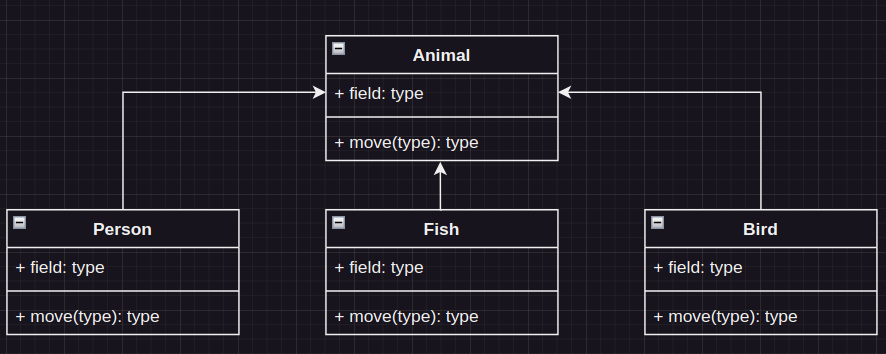 Animal
+ field: type
+ move(type): type
Person
+ field: type
+ move(type): type
Fish
+ field: type
+ move(type): type
Bird
+ field: type
+ move(type): type